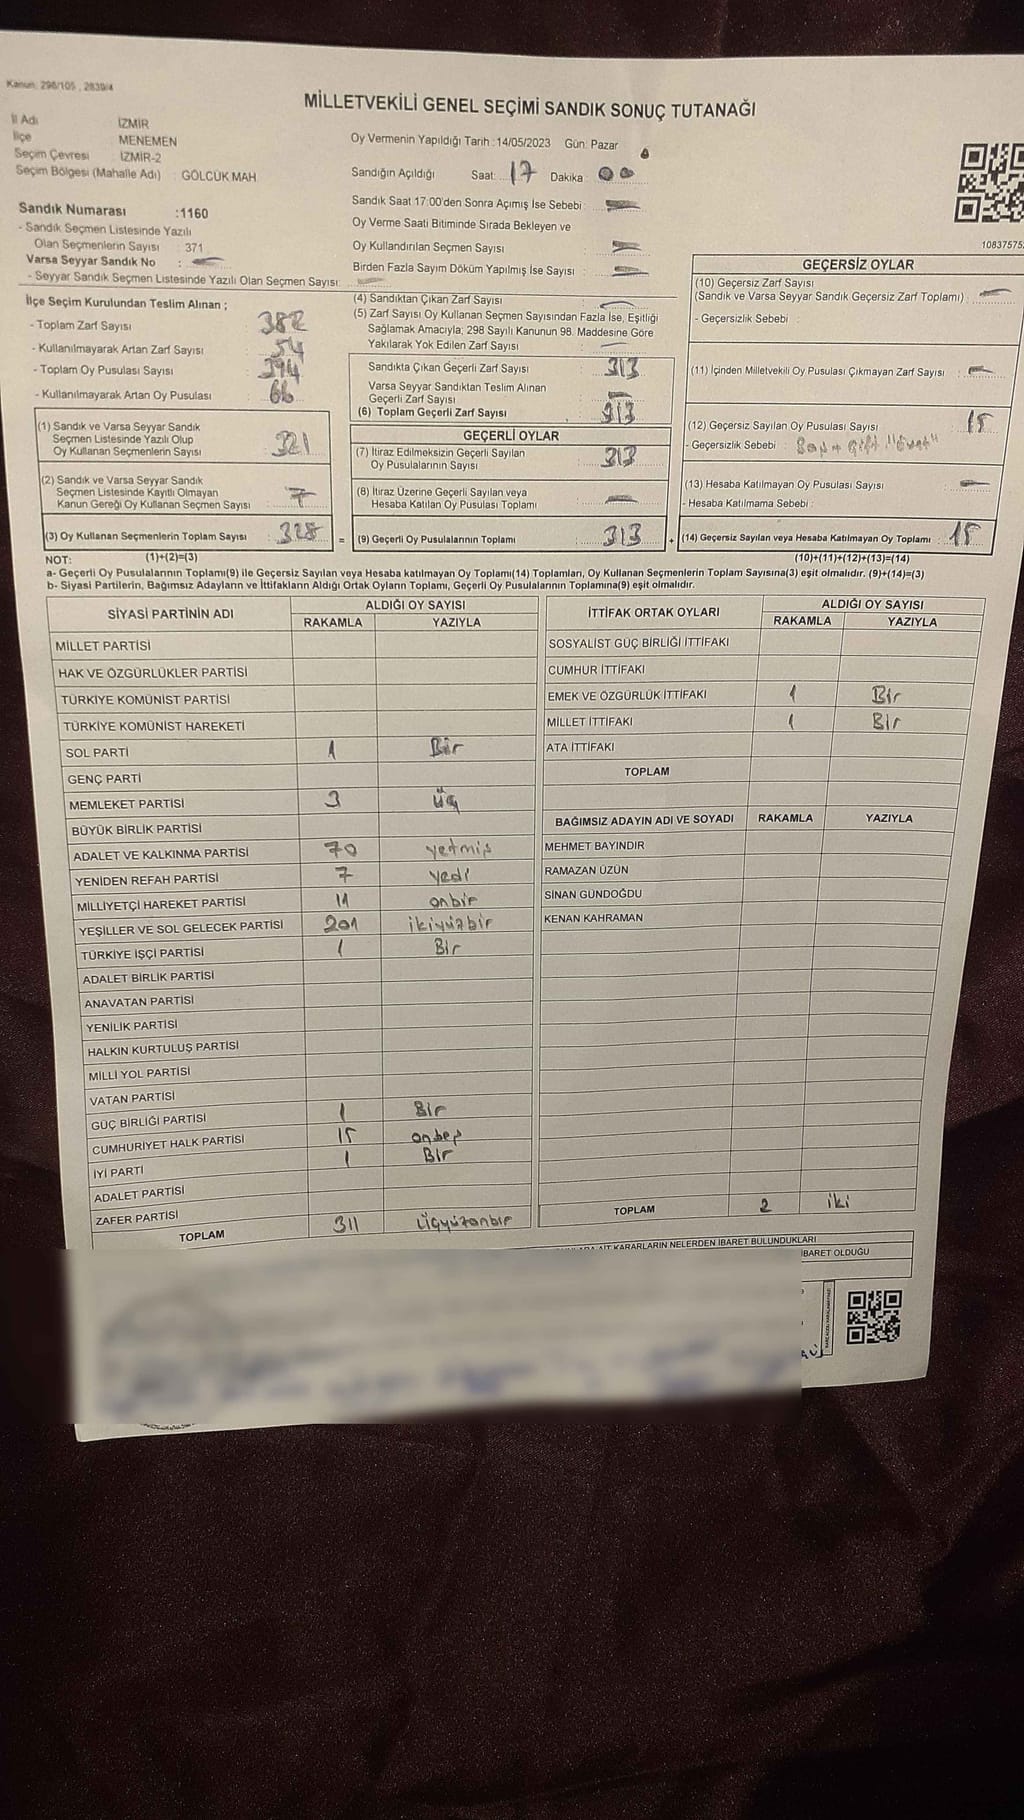 Kanun: 298/105 , 2839/4
MİLLETVEKİLİ GENEL SEÇİMİ SANDIK SONUÇ TUTANAĞI
İl Adı İZMİR
İlçe MENEMEN
Seçim Çevresi İZMİR-2
Seçim Bölgesi (Mahalle Adı) : GÖLCÜK MAH
Sandık Numarası :1160
- Sandık Seçmen Listesinde Yazılı
Olan Seçmenlerin Sayısı : 371
Varsa Seyyar Sandık No :
- Seyyar Sandık Seçmen Listesinde Yazılı Olan Seçmen Sayısı
İlçe Seçim Kurulundan Teslim Alınan ;
- Toplam Zarf Sayısı 382
- Kullanılmayarak Artan Zarf Sayısı 54
- Toplam Oy Pusulası Sayısı 394
- Kullanılmayarak Artan Oy Pusulası 66
(1) Sandık ve Varsa Seyyar Sandık
Seçmen Listesinde Yazılı Olup
Oy Kullanan Seçmenlerin Sayısı 321
(2) Sandık ve Varsa Seyyar Sandık
Seçmen Listesinde Kayıtlı Olmayan
Kanun Gereği Oy Kullanan Seçmen Sayısı 7
(3) Oy Kullanan Seçmenlerin Toplam Sayısı : 328 =
Oy Vermenin Yapıldığı Tarih :14/05/2023 Gün: Pazar
Sandığın Açıldığı Saat: 17 Dakika
Sandık Saat 17:00'den Sonra Açımış İse Sebebi :
Oy Verme Saati Bitiminde Sırada Bekleyen ve
Oy Kullandırılan Seçmen Sayısı
Birden Fazla Sayım Döküm Yapılmış İse Sayısı :
(4) Sandıktan Çıkan Zarf Sayısı
(5) Zarf Sayısı Oy Kullanan Seçmen Sayısından Fazla İse, Eşitliği
Sağlamak Amacıyla; 298 Sayılı Kanunun 98. Maddesine Göre
Yakılarak Yok Edilen Zarf Sayısı
Sandıkta Çıkan Geçerli Zarf Sayısı 313
Varsa Seyyar Sandıktan Teslim Alınan
Geçerli Zarf Sayısı
(6) Toplam Geçerli Zarf Sayısı 313
GEÇERLİ OYLAR
(7) İtiraz Edilmeksizin Geçerli Sayılan
Oy Pusulalarının Sayısı 313
(8) İtiraz Üzerine Geçerli Sayılan veya
Hesaba Katılan Oy Pusulası Toplamı
(9) Geçerli Oy Pusulalarının Toplamı : 313 +
10837575
GEÇERSİZ OYLAR
(10) Geçersiz Zarf Sayısı
(Sandık ve Varsa Seyyar Sandık Geçersiz Zarf Toplamı) :
- Geçersizlik Sebebi :
(11) İçinden Milletvekili Oy Pusulası Çıkmayan Zarf Sayısı :
(12) Geçersiz Sayılan Oy Pusulası Sayısı : 15
- Geçersizlik Sebebi : "Evet"
(13) Hesaba Katılmayan Oy Pusulası Sayısı :
- Hesaba Katılmama Sebebi :
(14) Geçersiz Sayılan veya Hesaba Katılmayan Oy Toplamı : 15
NOT: (1)+(2)=(3) (10)+(11)+(12)+(13)=(14)
a- Geçerli Oy Pusulalarının Toplamı(9) ile Geçersiz Sayılan veya Hesaba katılmayan Oy Toplamı(14) Toplamları, Oy Kullanan Seçmenlerin Toplam Sayısına(3) eşit olmalıdır. (9)+(14)=(3)
b- Siyasi Partilerin, Bağımsız Adayların ve İttifakların Aldığı Ortak Oyların Toplamı, Geçerli Oy Pusulalarının Toplamına(9) eşit olmalıdır.
SİYASİ PARTİNİN ADI ALDIĞI OY SAYISI
RAKAMLA YAZIYLA
MİLLET PARTİSİ
HAK VE ÖZGÜRLÜKLER PARTİSİ
TÜRKİYE KOMÜNİST PARTİSİ
TÜRKİYE KOMÜNİST HAREKETİ
SOL PARTİ 1 Bir
GENÇ PARTİ
MEMLEKET PARTİSİ 3 üç
BÜYÜK BİRLİK PARTİSİ
ADALET VE KALKINMA PARTİSİ 70 yetmiş
YENİDEN REFAH PARTİSİ 7 yedi
MİLLİYETÇİ HAREKET PARTİSİ 11 onbir
YEŞİLLER VE SOL GELECEK PARTİSİ 201 ikiyüzbir
TÜRKİYE İŞÇİ PARTİSİ 1 Bir
ADALET BİRLİK PARTİSİ
ANAVATAN PARTİSİ
YENİLİK PARTİSİ
HALKIN KURTULUŞ PARTİSİ
MİLLİ YOL PARTİSİ
VATAN PARTİSİ
GÜÇ BİRLİĞİ PARTİSİ 1 Bir
CUMHURİYET HALK PARTİSİ 15 onbeş
İYİ PARTİ 1 Bir
ADALET PARTİSİ
ZAFER PARTİSİ
TOPLAM 311 Üçyüzonbir
İTTİFAK ORTAK OYLARI ALDIĞI OY SAYISI
RAKAMLA YAZIYLA
SOSYALİST GÜÇ BİRLİĞİ İTTİFAKI
CUMHUR İTTİFAKI
EMEK VE ÖZGÜRLÜK İTTİFAKI 1 Bir
MİLLET İTTİFAKI 1 Bir
ATA İTTİFAKI
TOPLAM
BAĞIMSIZ ADAYIN ADI VE SOYADI RAKAMLA YAZIYLA
MEHMET BAYINDIR
RAMAZAN ÜZÜN
SİNAN GÜNDOĞDU
KENAN KAHRAMAN
TOPLAM 2 iki
AİT KARARLARIN NELERDEN İBARET BULUNDUKLARI
İBARET OLDUĞU